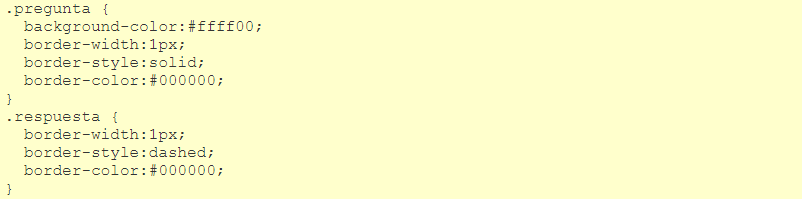 .pregunta {
  background-color:#ffff00;
  border-width:1px;
  border-style:solid;
  border-color:#000000;
}
.respuesta {
  border-width:1px;
  border-style:dashed;
  border-color:#000000;
}